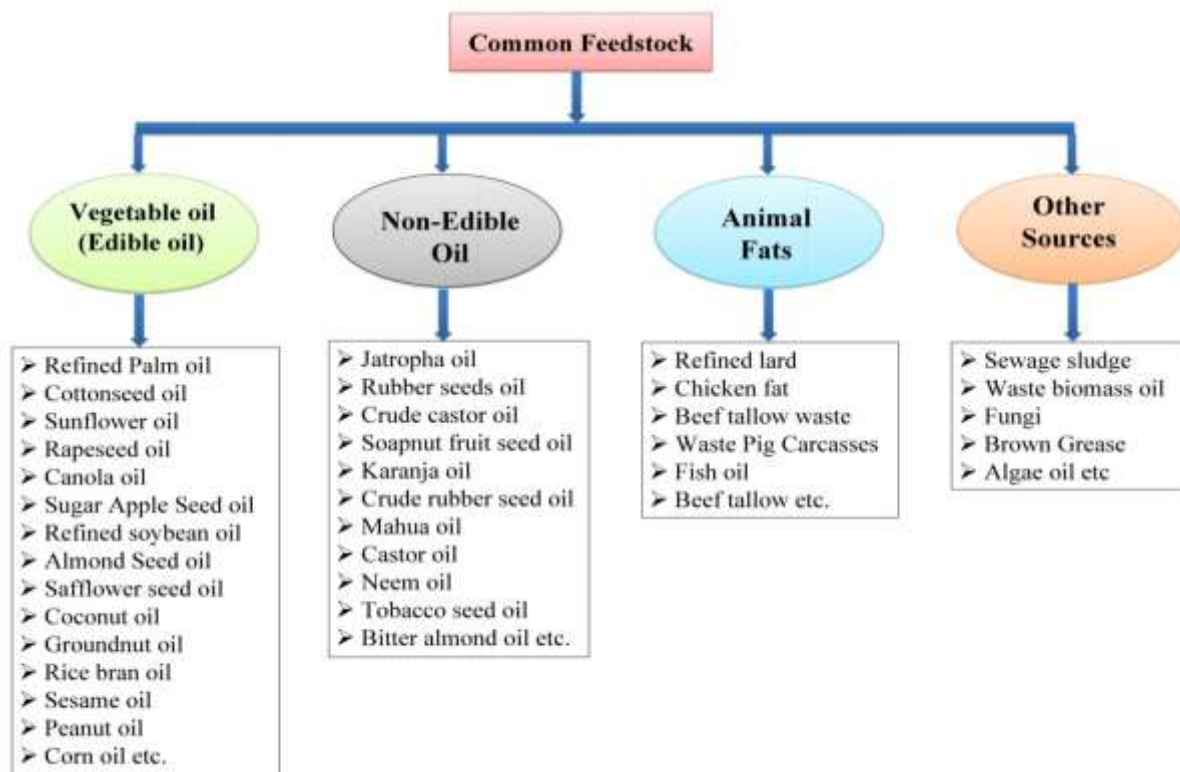 Common Feedstock
Vegetable oil
(Edible oil)
Non-Edible
Oil
Animal
Fats
Other
Sources
➢ Refined Palm oil
➢ Cottonseed oil
➢ Sunflower oil
➢ Rapeseed oil
➢ Canola oil
➢ Sugar Apple Seed oil
➢ Refined soybean oil
➢ Almond Seed oil
➢ Safflower seed oil
➢ Coconut oil
➢ Groundnut oil
➢ Rice bran oil
➢ Sesame oil
➢ Peanut oil
➢ Corn oil etc.
➢ Jatropha oil
➢ Rubber seeds oil
➢ Crude castor oil
➢ Soapnut fruit seed oil
➢ Karanja oil
➢ Crude rubber seed oil
➢ Mahua oil
➢ Castor oil
➢ Neem oil
➢ Tobacco seed oil
➢ Bitter almond oil etc.
➢ Refined lard
➢ Chicken fat
➢ Beef tallow waste
➢ Waste Pig Carcasses
➢ Fish oil
➢ Beef tallow etc.
➢ Sewage sludge
➢ Waste biomass oil
➢ Fungi
➢ Brown Grease
➢ Algae oil etc